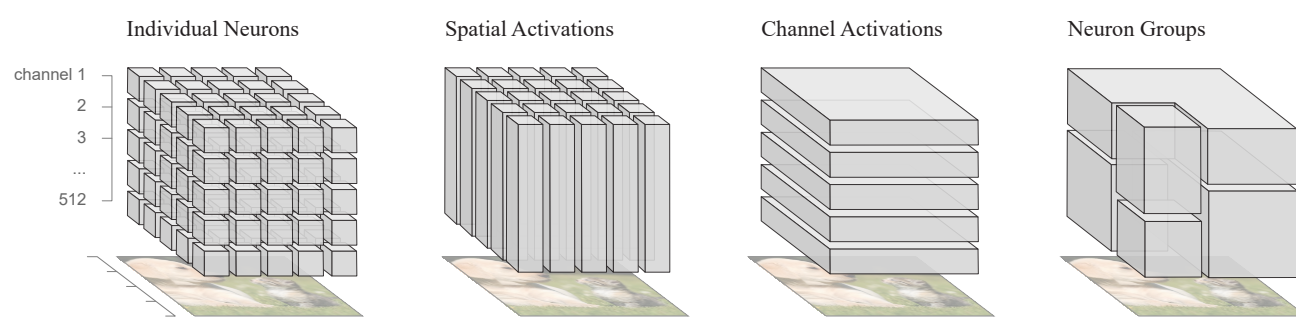 Individual Neurons
Spatial Activations
Channel Activations
Neuron Groups
channel 1
2
3
...
512